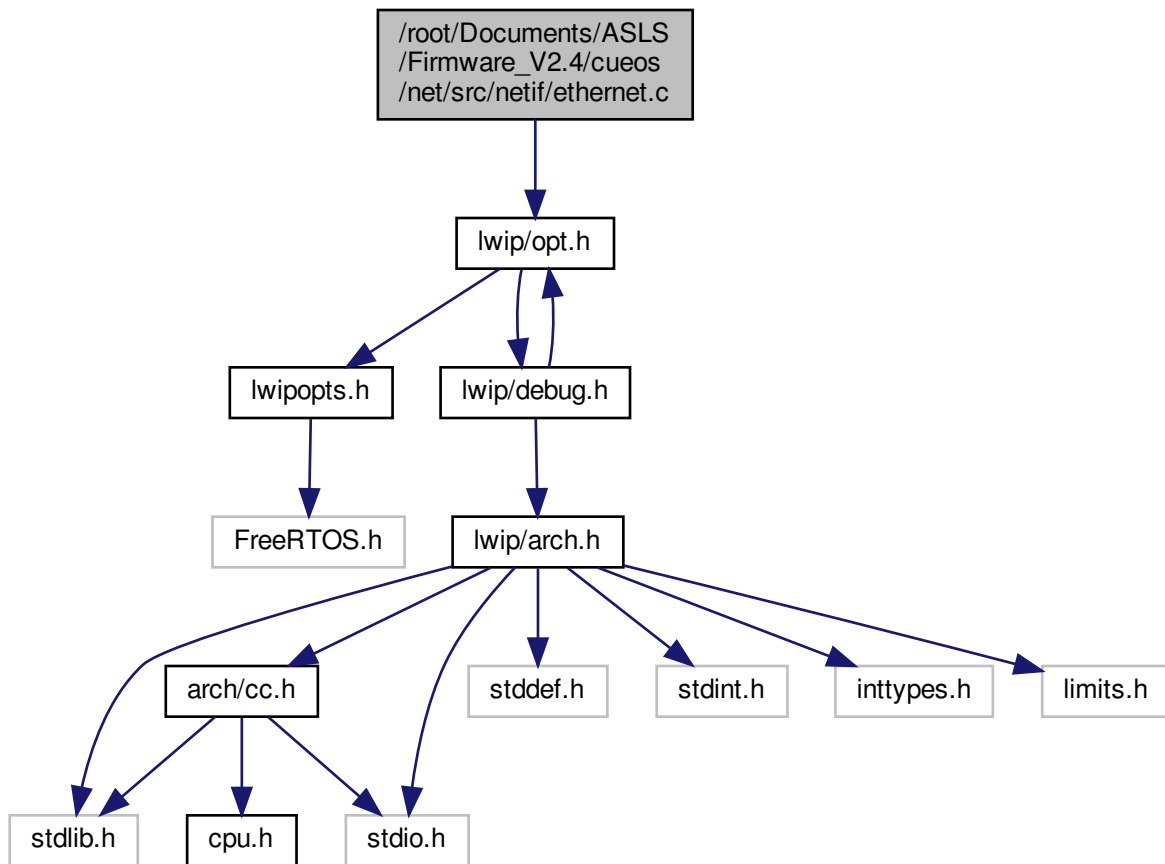 /root/Documents/ASLS
/Firmware_V2.4/cueos
/net/src/netif/ethernet.c
lwip/opt.h
lwipopts.h
lwip/debug.h
FreeRTOS.h
lwip/arch.h
arch/cc.h
stddef.h
stdint.h
inttypes.h
limits.h
stdlib.h
cpu.h
stdio.h